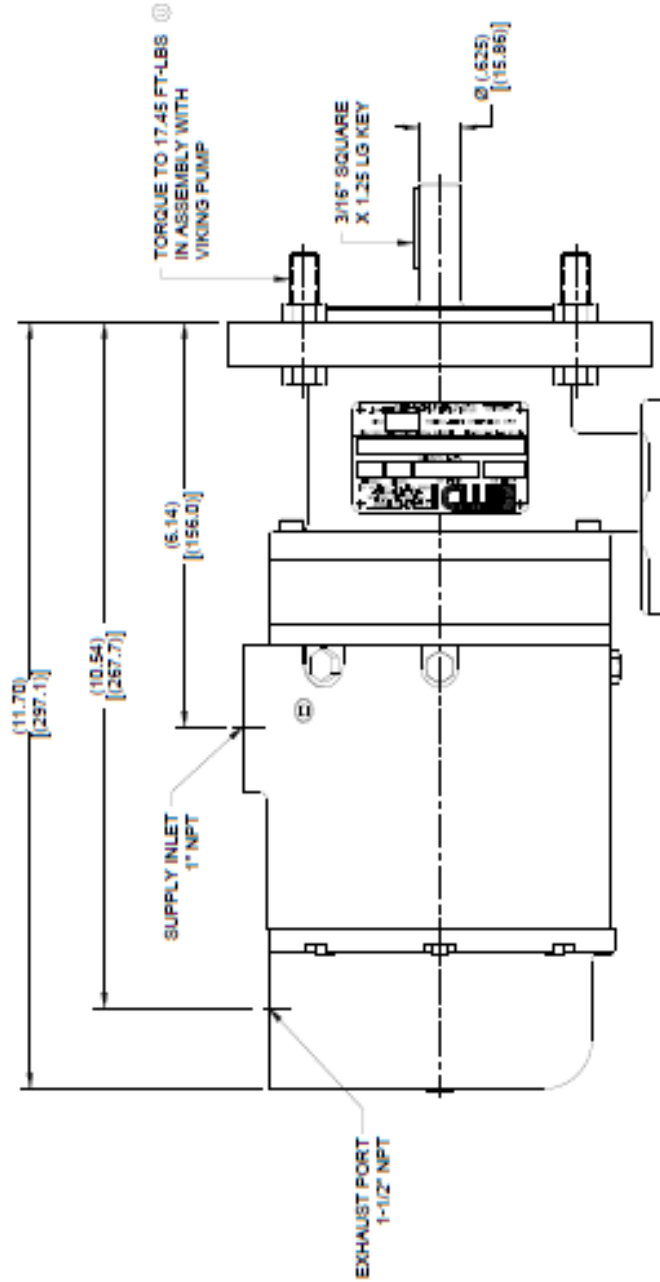 TORQUE TO 17.45 FT-LBS
IN ASSEMBLY WITH
VIKING PUMP
3/16" SQUARE
X 1.25 LG KEY
Ø (.625)
[(15.86)]
(6.14)
[(156.0)]
(10.54)
[(267.7)]
(11.70)
[(297.1)]
SUPPLY INLET
1" NPT
EXHAUST PORT
1-1/2" NPT